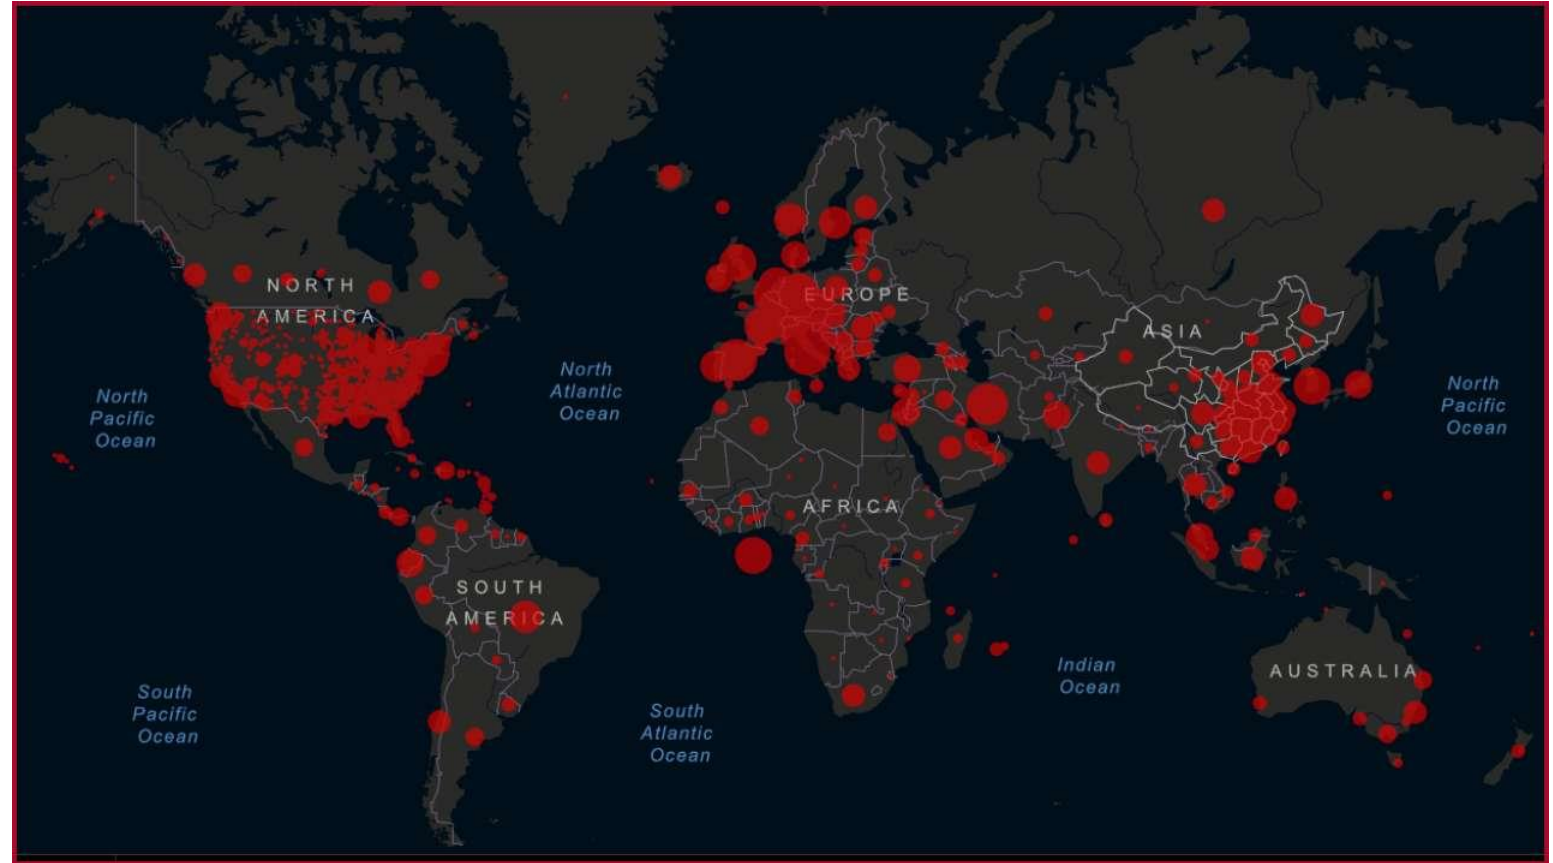 NORTH
AMERICA
EUROPE
ASIA
North
Pacific
Ocean
North
Atlantic
Ocean
North
Pacific
Ocean
AFRICA
SOUTH
AMERICA
AUSTRALIA
Indian
Ocean
South
Pacific
Ocean
South
Atlantic
Ocean